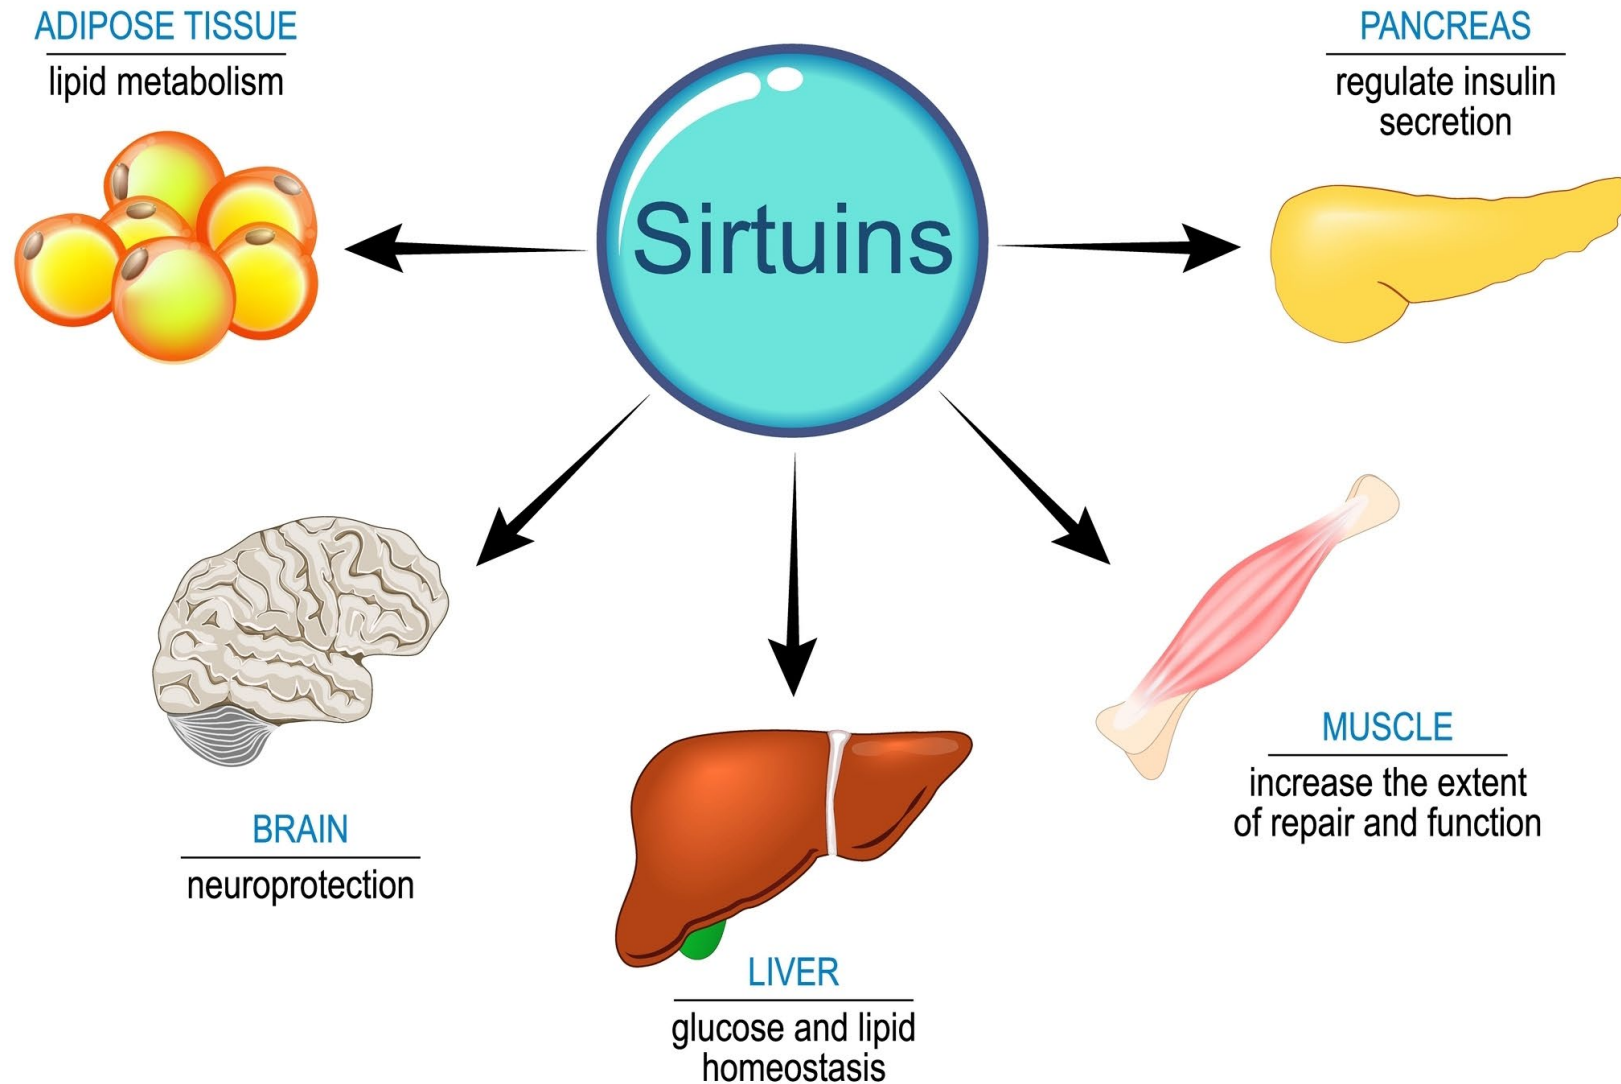 ADIPOSE TISSUE
lipid metabolism
PANCREAS
regulate insulin
secretion
Sirtuins
BRAIN
neuroprotection
LIVER
glucose and lipid
homeostasis
MUSCLE
increase the extent
of repair and function